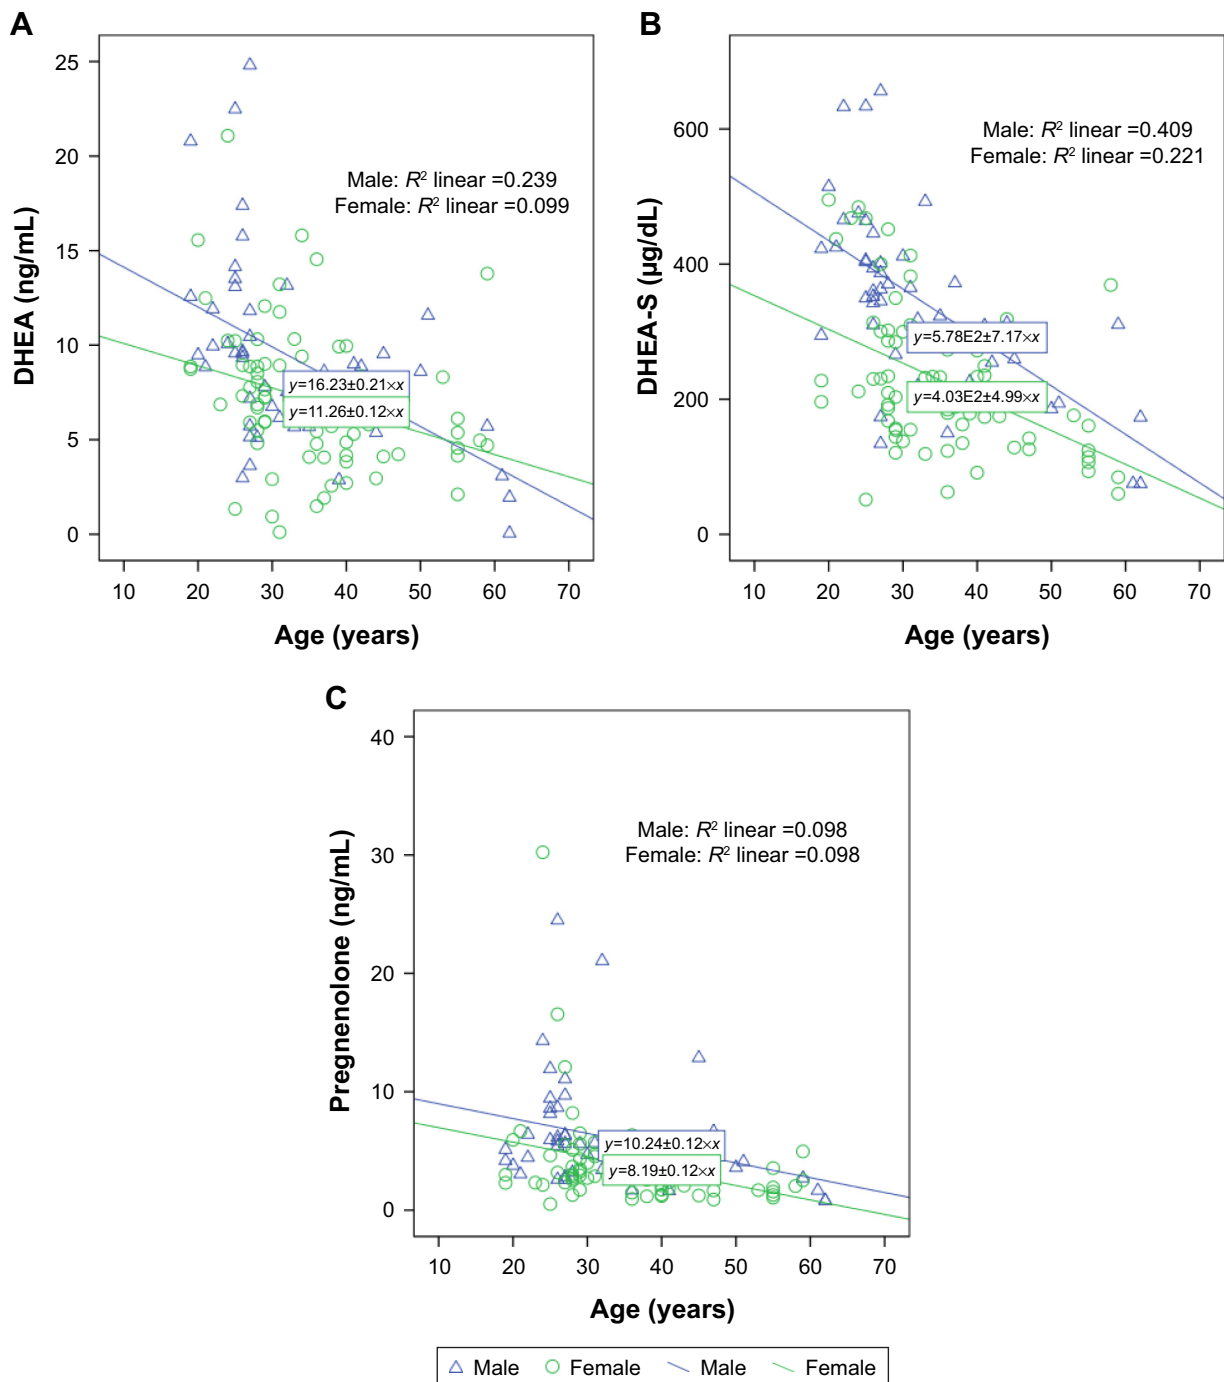 A
DHEA (ng/mL)
25
20
15
10
5
0
Male: R² linear =0.239
Female: R² linear =0.099
y=16.23±0.21×x
y=11.26±0.12×x
10 20 30 40 50 60 70
Age (years)
B
DHEA-S (µg/dL)
600
400
200
0
Male: R² linear =0.409
Female: R² linear =0.221
y=5.78E2±7.17×x
y=4.03E2±4.99×x
10 20 30 40 50 60 70
Age (years)
C
Pregnenolone (ng/mL)
40
30
20
10
0
Male: R² linear =0.098
Female: R² linear =0.098
y=10.24±0.12×x
y=8.19±0.12×x
10 20 30 40 50 60 70
Age (years)
Male Female Male Female